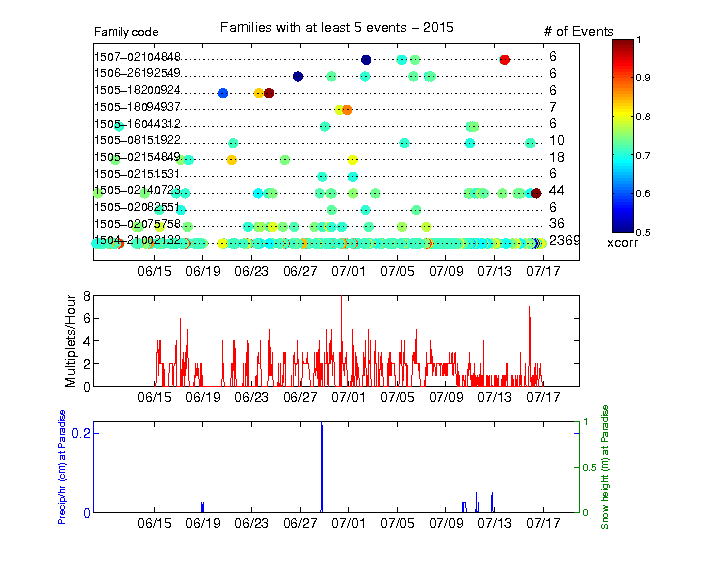 Families with at least 5 events – 2015
Family code
# of Events
1507–02104848 6
1506–26192549 6
1505–18200924 6
1505–18094937 7
1505–16044312 6
1505–08151922 10
1505–02154849 18
1505–02151531 6
1505–02140723 44
1505–02082551 6
1505–02075758 36
1504–21002132 2369
06/15 06/19 06/23 06/27 07/01 07/05 07/09 07/13 07/17
1
0.9
0.8
0.7
0.6
0.5
xcorr
Multiplets/Hour
8
6
4
2
0
06/15 06/19 06/23 06/27 07/01 07/05 07/09 07/13 07/17
Precip/hr (cm) at Paradise
0.2
0
1
0.5
0
Snow height (m) at Paradise
06/15 06/19 06/23 06/27 07/01 07/05 07/09 07/13 07/17